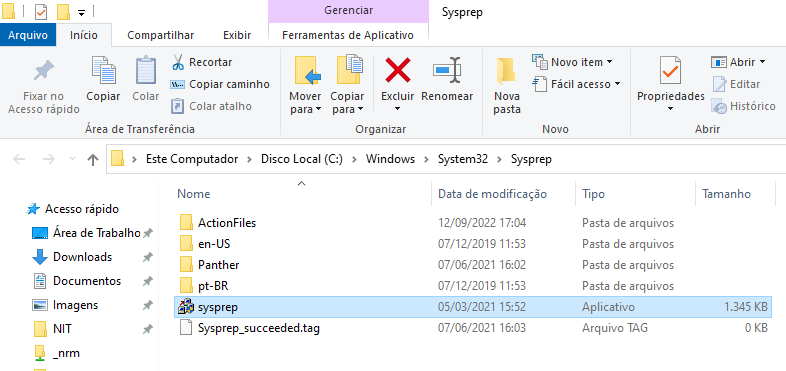 Gerenciar Sysprep
Arquivo Início Compartilhar Exibir Ferramentas de Aplicativo
Fixar no Acesso rápido
Copiar
Colar
Recortar
Copiar caminho
Colar atalho
Área de Transferência
Mover para
Copiar para
Excluir
Renomear
Organizar
Nova pasta
Novo item
Fácil acesso
Novo
Propriedades
Abrir
Editar
Histórico
Abrir
Este Computador Disco Local (C:) Windows System32 Sysprep
Acesso rápido
Área de Trabalho
Downloads
Documentos
Imagens
NIT
_nrm
Nome Data de modificação Tipo Tamanho
ActionFiles 12/09/2022 17:04 Pasta de arquivos
en-US 07/12/2019 11:53 Pasta de arquivos
Panther 07/06/2021 16:02 Pasta de arquivos
pt-BR 07/12/2019 11:53 Pasta de arquivos
sysprep 05/03/2021 15:52 Aplicativo 1.345 KB
Sysprep_succeeded.tag 07/06/2021 16:03 Arquivo TAG 0 KB